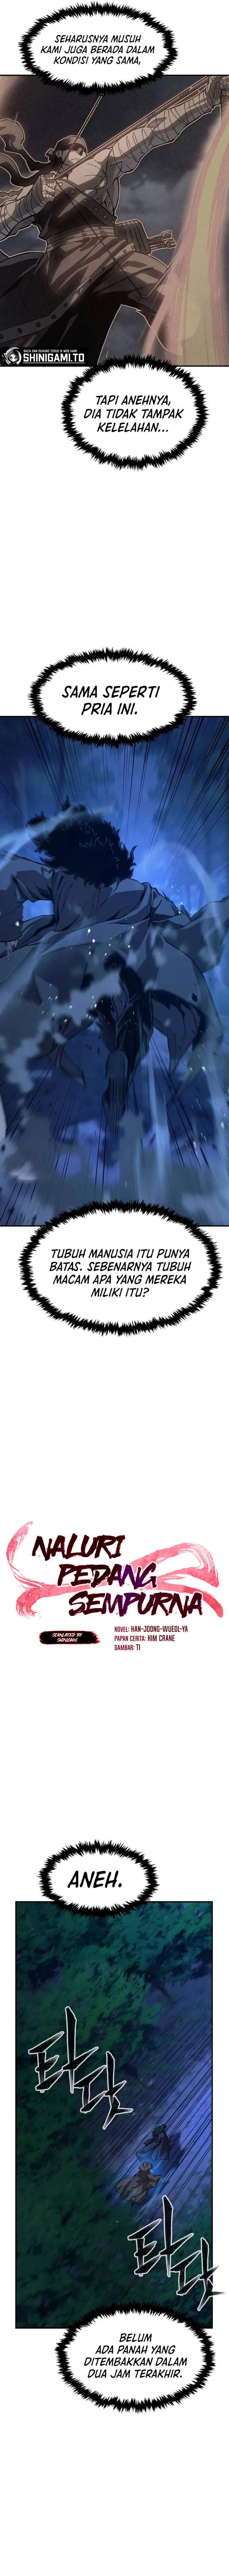 SEHARUSNYA MUSUH
KAMI JUGA BERADA DALAM
KONDISI YANG SAMA,
SHINIGAMI.TO
TAPI ANEHNYA,
DIA TIDAK TAMPAK
KELELAHAN...
SAMA SEPERTI
PRIA INI.
TUBUH MANUSIA ITU PUNYA
BATAS. SEBENARNYA TUBUH
MACAM APA YANG MEREKA
MILIKI ITU?
NALURI
PEDANG
SEMPURNA
NOVEL: HAN-JOONG-WUEOL-YA
PAPAN CERITA: KIM CRANE
GAMBAR: TI
ANEH.
타닷
타닷
BELUM
ADA PANAH YANG
DITEMBAKKAN DALAM
DUA JAM TERAKHIR.